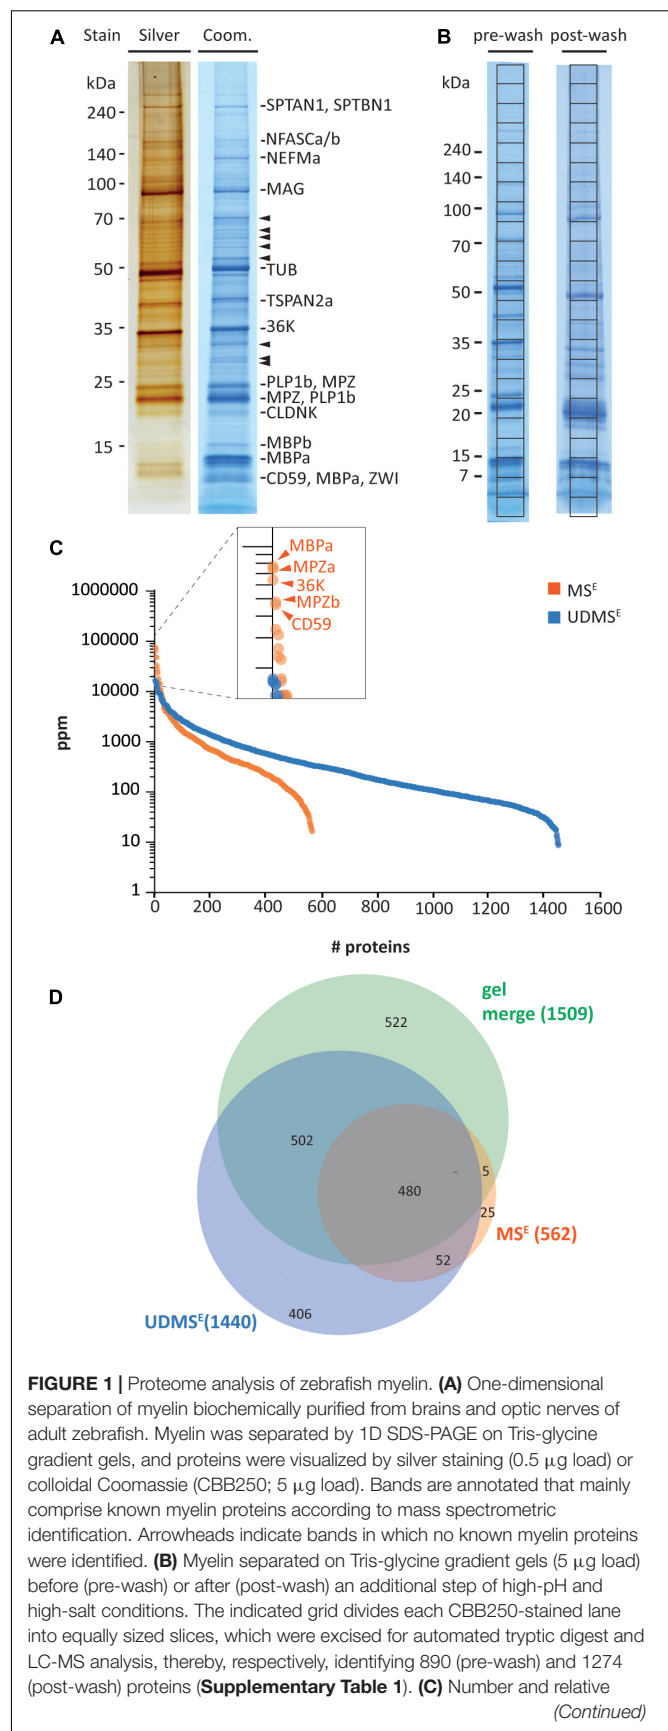 A
Stain Silver Coom.
kDa
240
140
100
70
50
35
25
15
SPTAN1, SPTBN1
NFASCa/b
NEFMa
MAG
TUB
TSPAN2a
36K
PLP1b, MPZ
MPZ, PLP1b
CLDNK
MBPb
MBPa
CD59, MBPa, ZWI
B
pre-wash post-wash
kDa
240
140
100
70
50
35
25
20
15
7
C
MBPa
MPZa
36K
MPZb
CD59
MSᴱ
UDMSᴱ
1000000
100000
10000
1000
100
10
1
ppm
0 200 400 600 800 1000 1200 1400 1600
# proteins
D
gel
merge (1509)
522
502
480
5
25
MSᴱ (562)
52
406
UDMSᴱ(1440)
FIGURE 1 | Proteome analysis of zebrafish myelin. (A) One-dimensional
separation of myelin biochemically purified from brains and optic nerves of
adult zebrafish. Myelin was separated by 1D SDS-PAGE on Tris-glycine
gradient gels, and proteins were visualized by silver staining (0.5 μg load) or
colloidal Coomassie (CBB250; 5 μg load). Bands are annotated that mainly
comprise known myelin proteins according to mass spectrometric
identification. Arrowheads indicate bands in which no known myelin proteins
were identified. (B) Myelin separated on Tris-glycine gradient gels (5 μg load)
before (pre-wash) or after (post-wash) an additional step of high-pH and
high-salt conditions. The indicated grid divides each CBB250-stained lane
into equally sized slices, which were excised for automated tryptic digest and
LC-MS analysis, thereby, respectively, identifying 890 (pre-wash) and 1274
(post-wash) proteins (Supplementary Table 1). (C) Number and relative
(Continued)